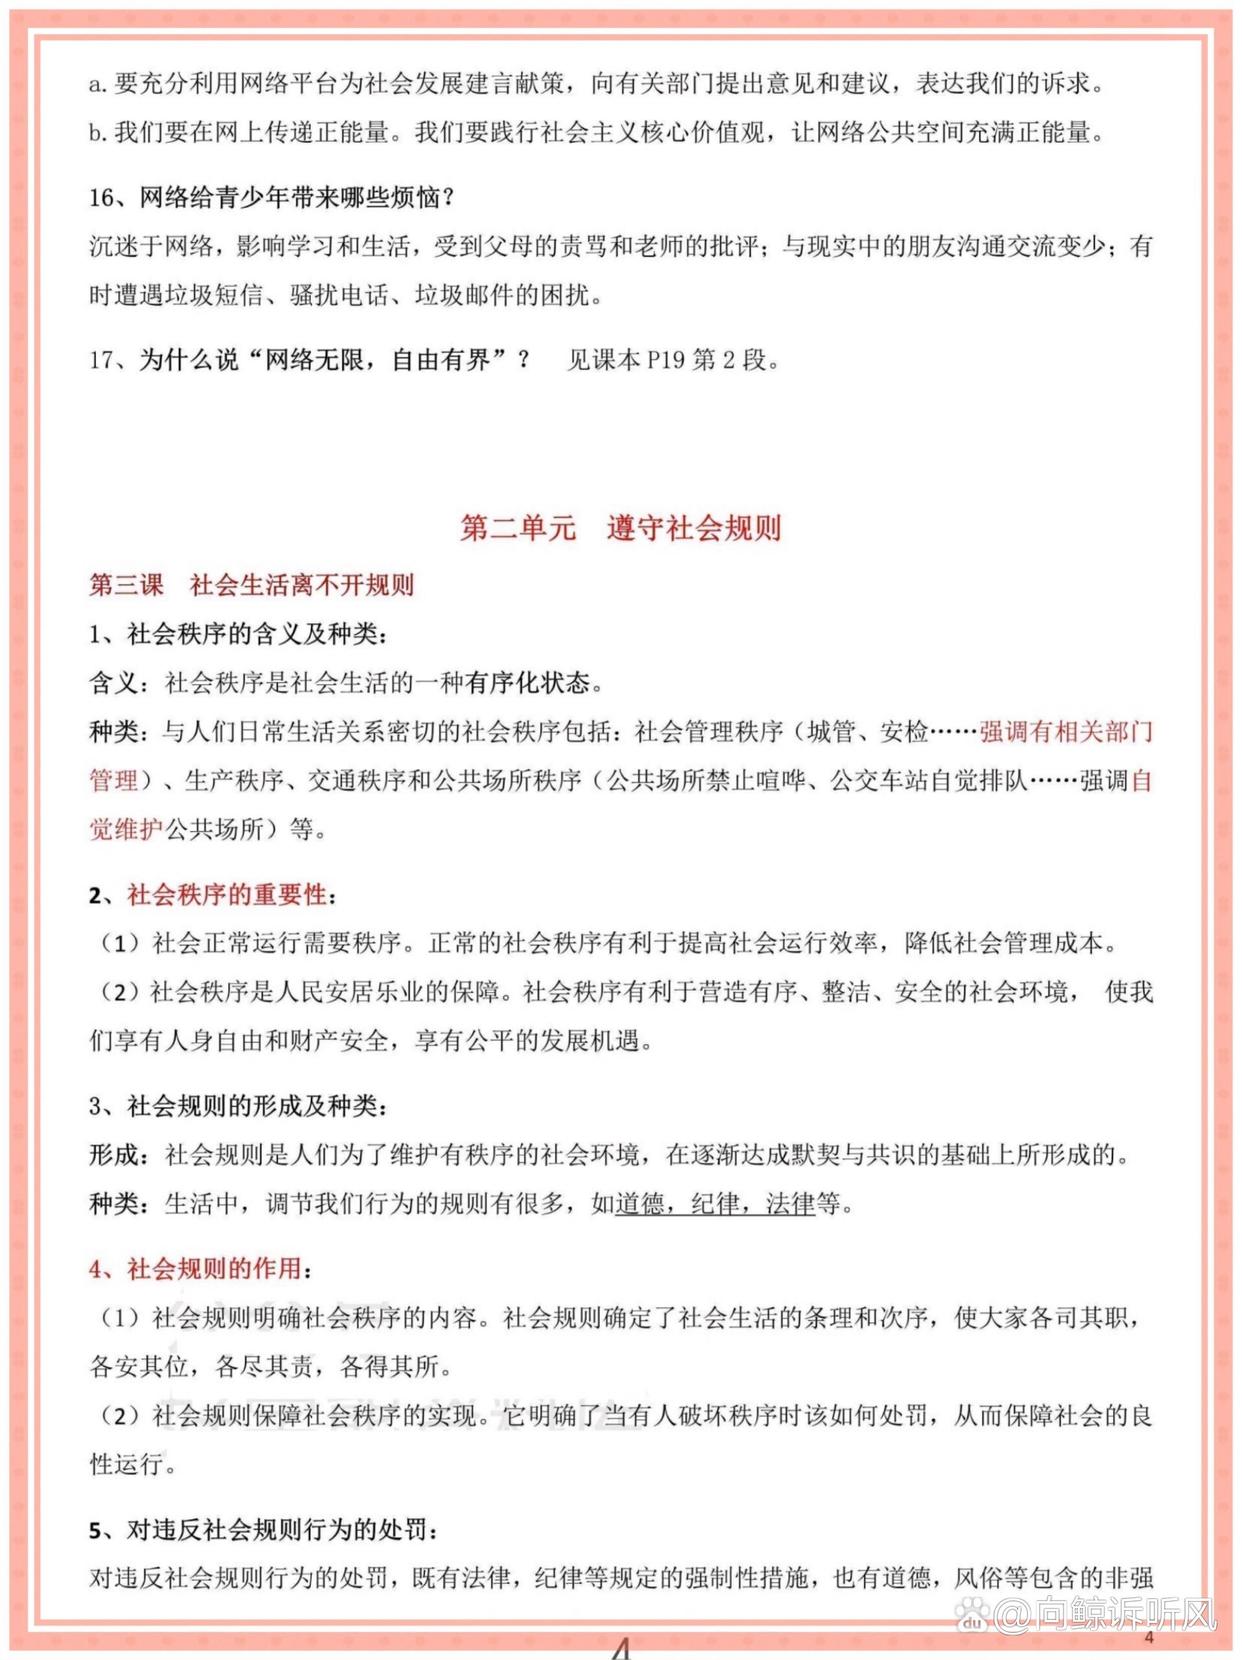 a.要充分利用网络平台为社会发展建言献策，向有关部门提出意见和建议，表达我们的诉求。
b.我们要在网上传递正能量。我们要践行社会主义核心价值观，让网络公共空间充满正能量。
16、网络给青少年带来哪些烦恼？
沉迷于网络，影响学习和生活，受到父母的责骂和老师的批评；与现实中的朋友沟通交流变少；有
时遭遇垃圾短信、骚扰电话、垃圾邮件的困扰。
17、为什么说“网络无限，自由有界”？　见课本 P19 第 2 段。
第二单元　遵守社会规则
第三课　社会生活离不开规则
1、社会秩序的含义及种类：
含义：社会秩序是社会生活的一种有序化状态。
种类：与人们日常生活关系密切的社会秩序包括：社会管理秩序（城管、安检……强调有相关部门
管理）、生产秩序、交通秩序和公共场所秩序（公共场所禁止喧哗、公交车站自觉排队……强调自
觉维护公共场所）等。
2、社会秩序的重要性：
（1）社会正常运行需要秩序。正常的社会秩序有利于提高社会运行效率，降低社会管理成本。
（2）社会秩序是人民安居乐业的保障。社会秩序有利于营造有序、整洁、安全的社会环境， 使我
们享有人身自由和财产安全，享有公平的发展机遇。
3、社会规则的形成及种类：
形成：社会规则是人们为了维护有秩序的社会环境，在逐渐达成默契与共识的基础上所形成的。
种类：生活中，调节我们行为的规则有很多，如道德，纪律，法律等。
4、社会规则的作用：
（1）社会规则明确社会秩序的内容。社会规则确定了社会生活的条理和次序，使大家各司其职，
各安其位，各尽其责，各得其所。
（2）社会规则保障社会秩序的实现。它明确了当有人破坏秩序时该如何处罚，从而保障社会的良
性运行。
5、对违反社会规则行为的处罚：
对违反社会规则行为的处罚，既有法律，纪律等规定的强制性措施，也有道德，风俗等包含的非强
du @向鲸诉听风
4
4